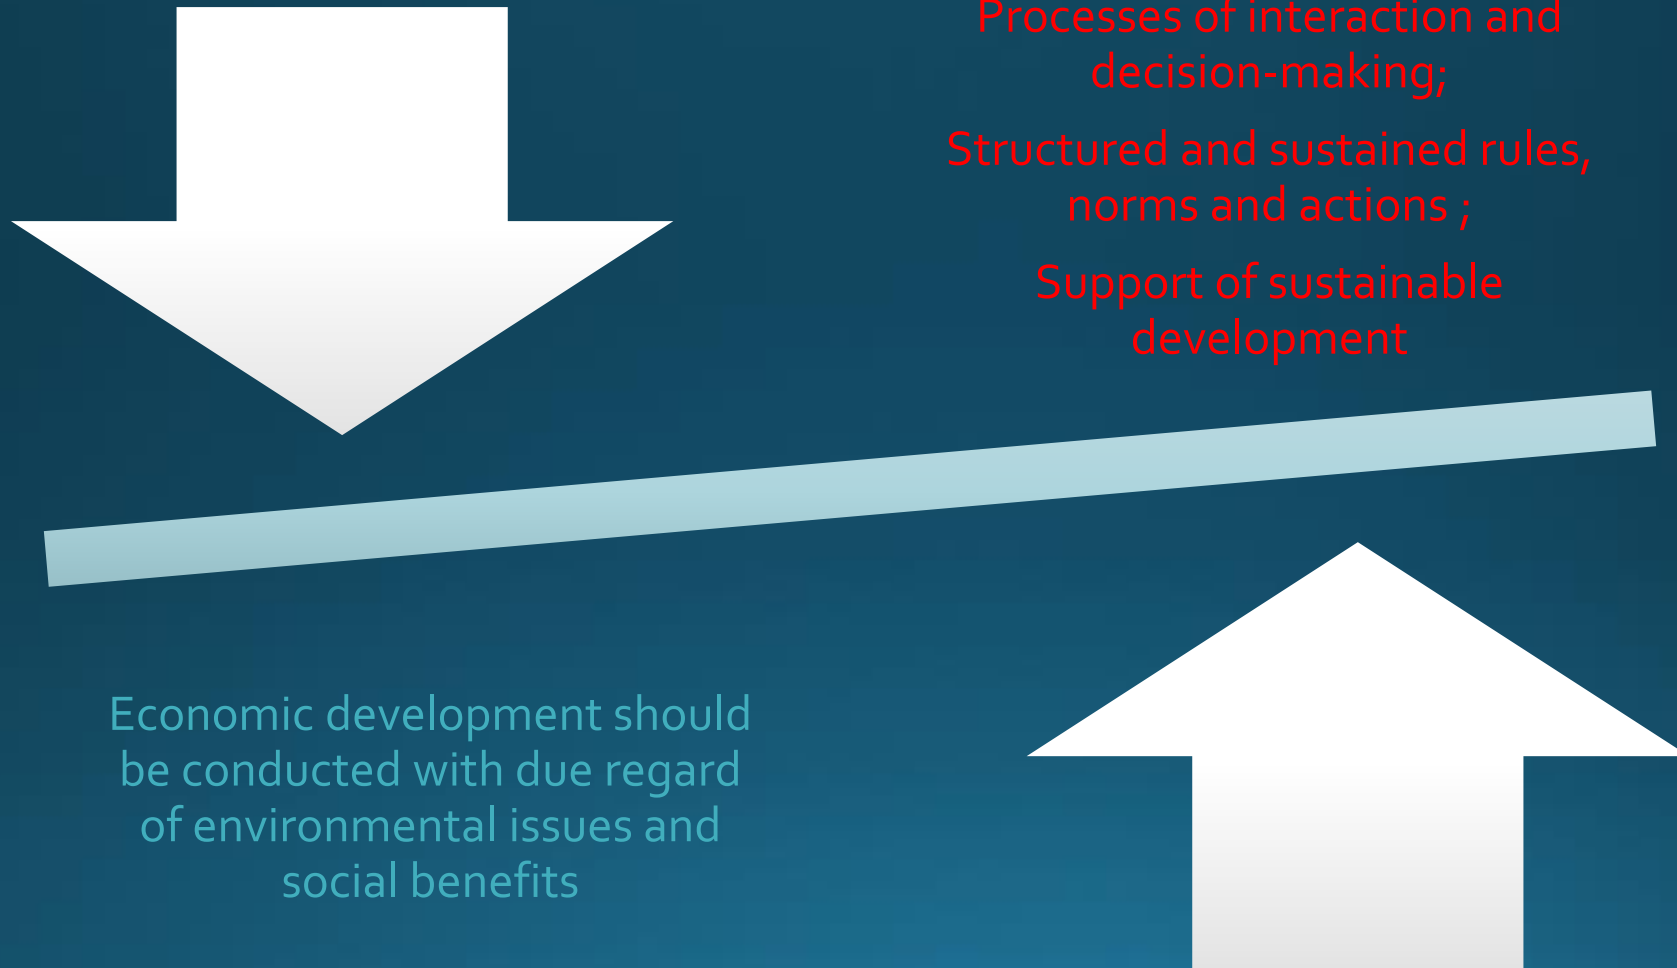 Processes of interaction and
decision-making;
Structured and sustained rules,
norms and actions ;
Support of sustainable
development
Economic development should
be conducted with due regard
of environmental issues and
social benefits